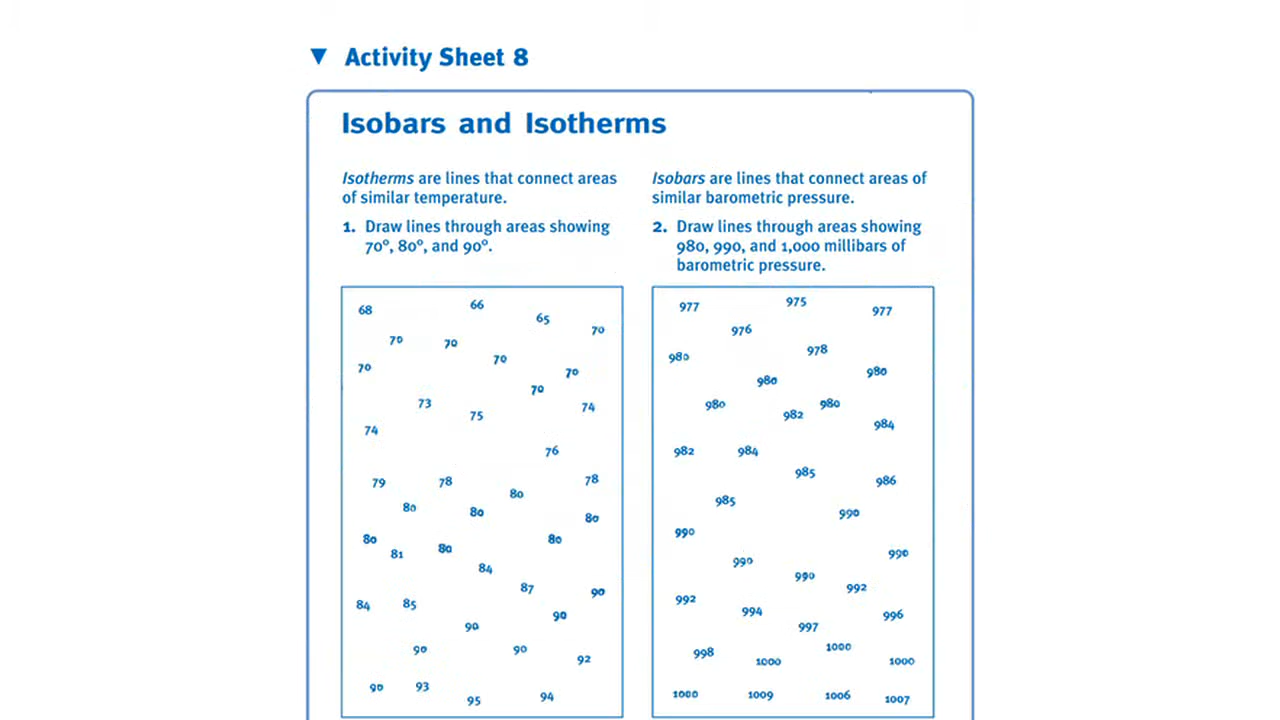 ▼ Activity Sheet 8
Isobars and Isotherms
Isotherms are lines that connect areas
of similar temperature.
1. Draw lines through areas showing
70°, 80°, and 90°.
Isobars are lines that connect areas of
similar barometric pressure.
2. Draw lines through areas showing
980, 990, and 1,000 millibars of
barometric pressure.
68 66 65 70
70 70
70 70 70
70
73 75 74
74
76
79 78 80 78
80 80 80
80 81 80 80
84
87 90
84 85 90
90
90 90 92
90 93 95 94
977 975 977
976
980 978
980 980
980 982 980
984
982 984
985 986
985 990
990
990 990
990 992
992 994 996
997
998 1000 1000 1000
1000 1009 1006 1007